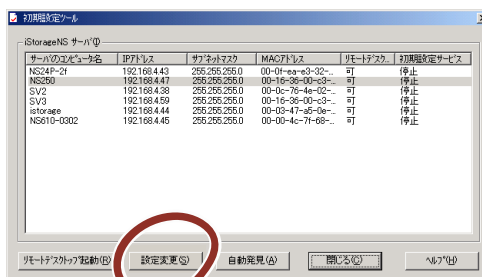 初期設定ツール
iStorageNS サーバ(I)
サーバのコンピュータ名 IPアドレス サブネットマスク MACアドレス リモートデスク... 初期設定サービス
NS24P-2f 192.168.4.43 255.255.255.0 00-0f-ea-e3-32-... 可 停止
NS250 192.168.4.47 255.255.255.0 00-16-36-00-c3-... 可 停止
SV2 192.168.4.38 255.255.255.0 00-0c-76-4e-02-... 可 停止
SV3 192.168.4.59 255.255.255.0 00-16-36-00-c3-... 可 停止
istorage 192.168.4.44 255.255.255.0 00-03-47-a5-0e-... 可 停止
NS610-0302 192.168.4.45 255.255.255.0 00-00-4c-7f-68-... 可 停止
リモートデスクトップ起動(R) 設定変更(S) 自動発見(A) 閉じる(C) ヘルプ(H)